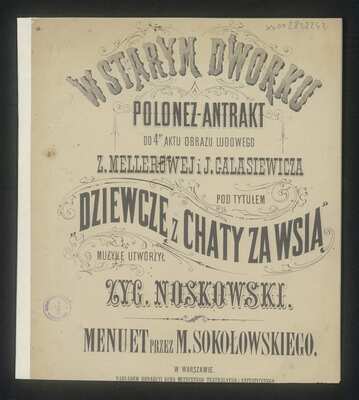 W STARYM DWORKU
POLONEZ-ANTRAKT
DO 4go AKTU OBRAZU LUDOWEGO
Z. MELLEROWEJ i J. GALASIEWICZA
POD TYTUŁEM
"DZIEWCZĘ Z CHATY ZA WSIĄ"
MUZYKĘ UTWORZYŁ
ZYG. NOSKOWSKI.
MENUET PRZEZ M. SOKOŁOWSKIEGO.
W WARSZAWIE.